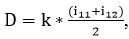 D = k * (i₁₁+i₁₂)/2,